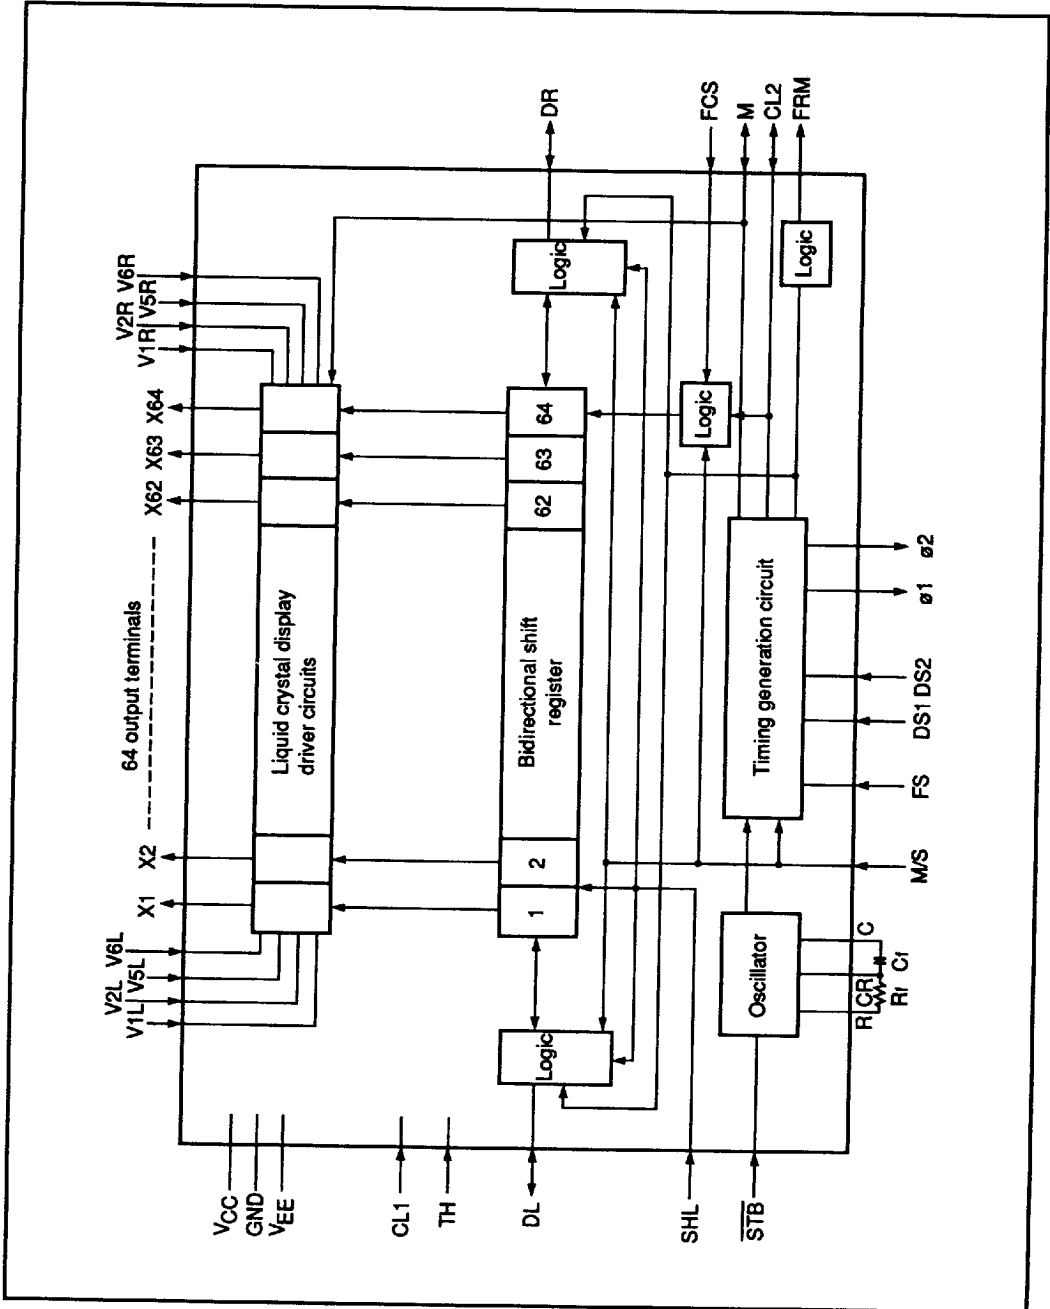 V6L
V5L
V2L
V1L
X1
X2
64 output terminals
X62
X63
X64
V1R
V2R
V5R
V6R
Liquid crystal display
driver circuits
VCC
GND
VEE
CL1
TH
DL
SHL
STB
Logic
1
2
Bidirectional shift
register
62
63
64
Logic
DR
Logic
FCS
M
CL2
FRM
Logic
Oscillator
Timing generation circuit
R
CR
C
Rf
Cf
M/S
FS
DS1
DS2
ø1
ø2